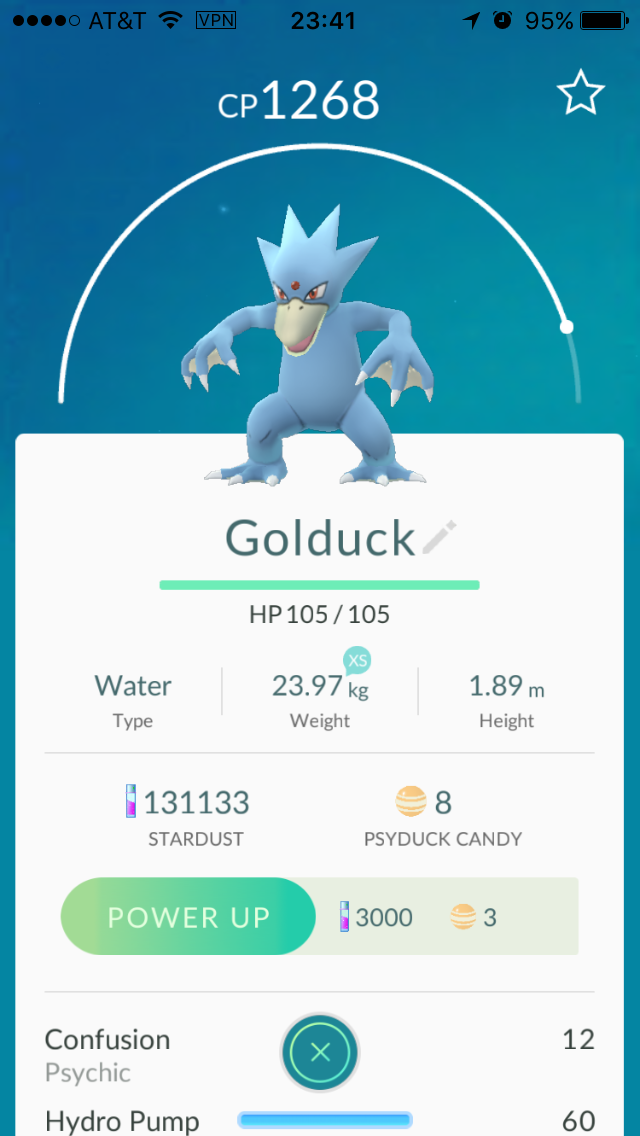 AT&T VPN 23:41 95%
CP1268
Golduck
HP 105 / 105
XS
Water 23.97 kg 1.89 m
Type Weight Height
131133 8
STARDUST PSYDUCK CANDY
POWER UP 3000 3
Confusion 12
Psychic
Hydro Pump 60